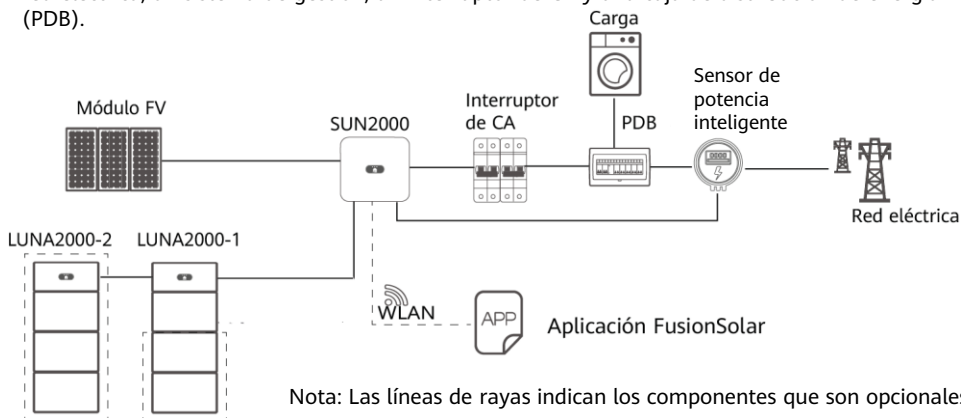 (PDB).
Carga
Sensor de
potencia
inteligente
Módulo FV
Interruptor
de CA
SUN2000
PDB
0000
Red eléctrica
LUNA2000-2 LUNA2000-1
WLAN
APP
Aplicación FusionSolar
Nota: Las líneas de rayas indican los componentes que son opcionales